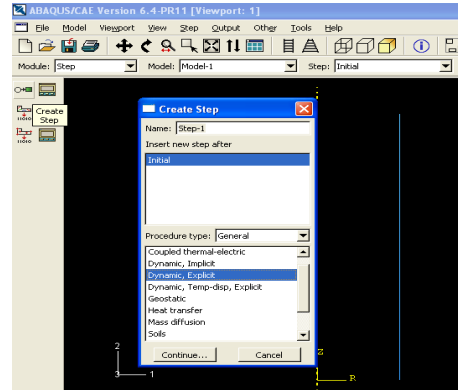 ABAQUS/CAE Version 6.4-PR11 [Viewport: 1]
File Model Viewport View Step Output Other Tools Help
Module: Step Model: Model-1 Step: Initial
Create Step
Create Step
Name: Step-1
Insert new step after
Initial
Procedure type: General
Coupled thermal-electric
Dynamic, Implicit
Dynamic, Explicit
Dynamic, Temp-disp, Explicit
Geostatic
Heat transfer
Mass diffusion
Soils
Continue... Cancel
2
3 1
Z
R